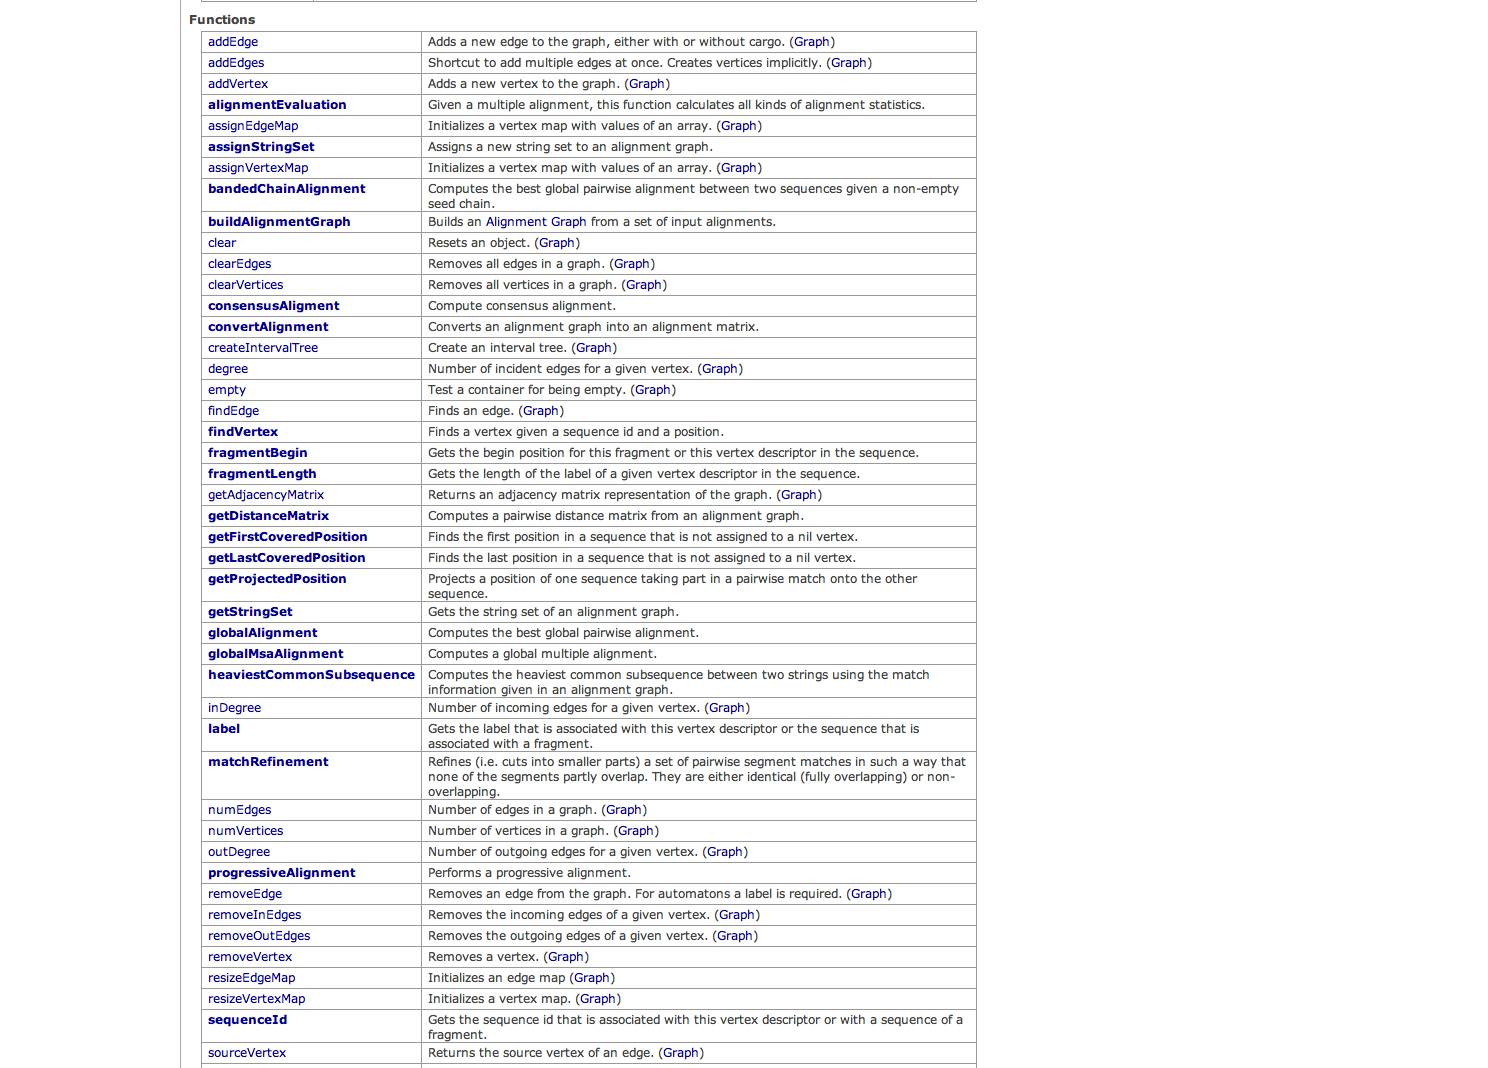 Functions
addEdge Adds a new edge to the graph, either with or without cargo. (Graph)
addEdges Shortcut to add multiple edges at once. Creates vertices implicitly. (Graph)
addVertex Adds a new vertex to the graph. (Graph)
alignmentEvaluation Given a multiple alignment, this function calculates all kinds of alignment statistics.
assignEdgeMap Initializes a vertex map with values of an array. (Graph)
assignStringSet Assigns a new string set to an alignment graph.
assignVertexMap Initializes a vertex map with values of an array. (Graph)
bandedChainAlignment Computes the best global pairwise alignment between two sequences given a non-empty
seed chain.
buildAlignmentGraph Builds an Alignment Graph from a set of input alignments.
clear Resets an object. (Graph)
clearEdges Removes all edges in a graph. (Graph)
clearVertices Removes all vertices in a graph. (Graph)
consensusAligment Compute consensus alignment.
convertAlignment Converts an alignment graph into an alignment matrix.
createIntervalTree Create an interval tree. (Graph)
degree Number of incident edges for a given vertex. (Graph)
empty Test a container for being empty. (Graph)
findEdge Finds an edge. (Graph)
findVertex Finds a vertex given a sequence id and a position.
fragmentBegin Gets the begin position for this fragment or this vertex descriptor in the sequence.
fragmentLength Gets the length of the label of a given vertex descriptor in the sequence.
getAdjacencyMatrix Returns an adjacency matrix representation of the graph. (Graph)
getDistanceMatrix Computes a pairwise distance matrix from an alignment graph.
getFirstCoveredPosition Finds the first position in a sequence that is not assigned to a nil vertex.
getLastCoveredPosition Finds the last position in a sequence that is not assigned to a nil vertex.
getProjectedPosition Projects a position of one sequence taking part in a pairwise match onto the other
sequence.
getStringSet Gets the string set of an alignment graph.
globalAlignment Computes the best global pairwise alignment.
globalMsaAlignment Computes a global multiple alignment.
heaviestCommonSubsequence Computes the heaviest common subsequence between two strings using the match
information given in an alignment graph.
inDegree Number of incoming edges for a given vertex. (Graph)
label Gets the label that is associated with this vertex descriptor or the sequence that is
associated with a fragment.
matchRefinement Refines (i.e. cuts into smaller parts) a set of pairwise segment matches in such a way that
none of the segments partly overlap. They are either identical (fully overlapping) or non-
overlapping.
numEdges Number of edges in a graph. (Graph)
numVertices Number of vertices in a graph. (Graph)
outDegree Number of outgoing edges for a given vertex. (Graph)
progressiveAlignment Performs a progressive alignment.
removeEdge Removes an edge from the graph. For automatons a label is required. (Graph)
removeInEdges Removes the incoming edges of a given vertex. (Graph)
removeOutEdges Removes the outgoing edges of a given vertex. (Graph)
removeVertex Removes a vertex. (Graph)
resizeEdgeMap Initializes an edge map (Graph)
resizeVertexMap Initializes a vertex map. (Graph)
sequenceId Gets the sequence id that is associated with this vertex descriptor or with a sequence of a
fragment.
sourceVertex Returns the source vertex of an edge. (Graph)